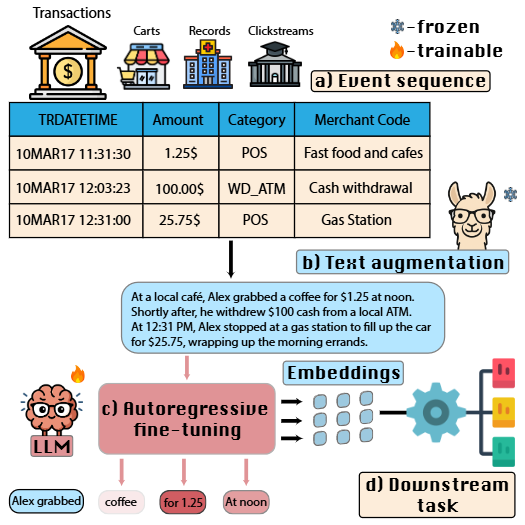 Transactions
Carts
Records
Clickstreams
-frozen
-trainable
$
a) Event sequence
TRDATETIME Amount Category Merchant Code
10MAR17 11:31:30 1.25$ POS Fast food and cafes
10MAR17 12:03:23 100.00$ WD_ATM Cash withdrawal
10MAR17 12:31:00 25.75$ POS Gas Station
b) Text augmentation
At a local café, Alex grabbed a coffee for $1.25 at noon.
Shortly after, he withdrew $100 cash from a local ATM.
At 12:31 PM, Alex stopped at a gas station to fill up the car
for $25.75, wrapping up the morning errands.
Embeddings
c) Autoregressive
fine-tuning
LLM
Alex grabbed
coffee
for 1.25
At noon
d) Downstream
task